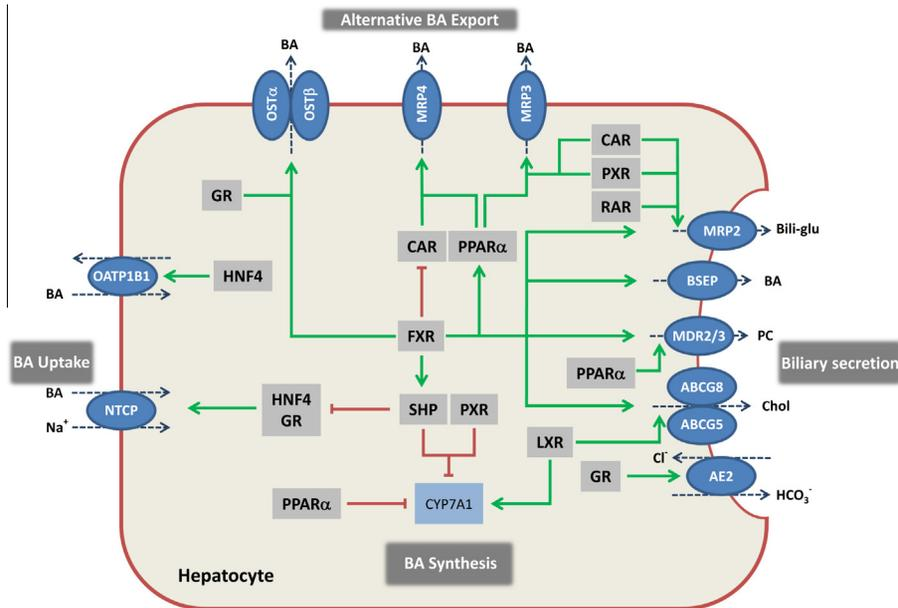 Alternative BA Export
BA
BA
BA
OSTα
OSTβ
MRP4
MRP3
CAR
PXR
RAR
GR
MRP2
Bili-glu
CAR
PPARα
OATP1B1
HNF4
BA
BSEP
BA
FXR
MDR2/3
PC
BA Uptake
Biliary secretion
PPARα
ABCG8
BA
NTCP
Na+
HNF4
GR
SHP
PXR
Chol
ABCG5
LXR
Cl-
GR
AE2
HCO3-
PPARα
CYP7A1
BA Synthesis
Hepatocyte